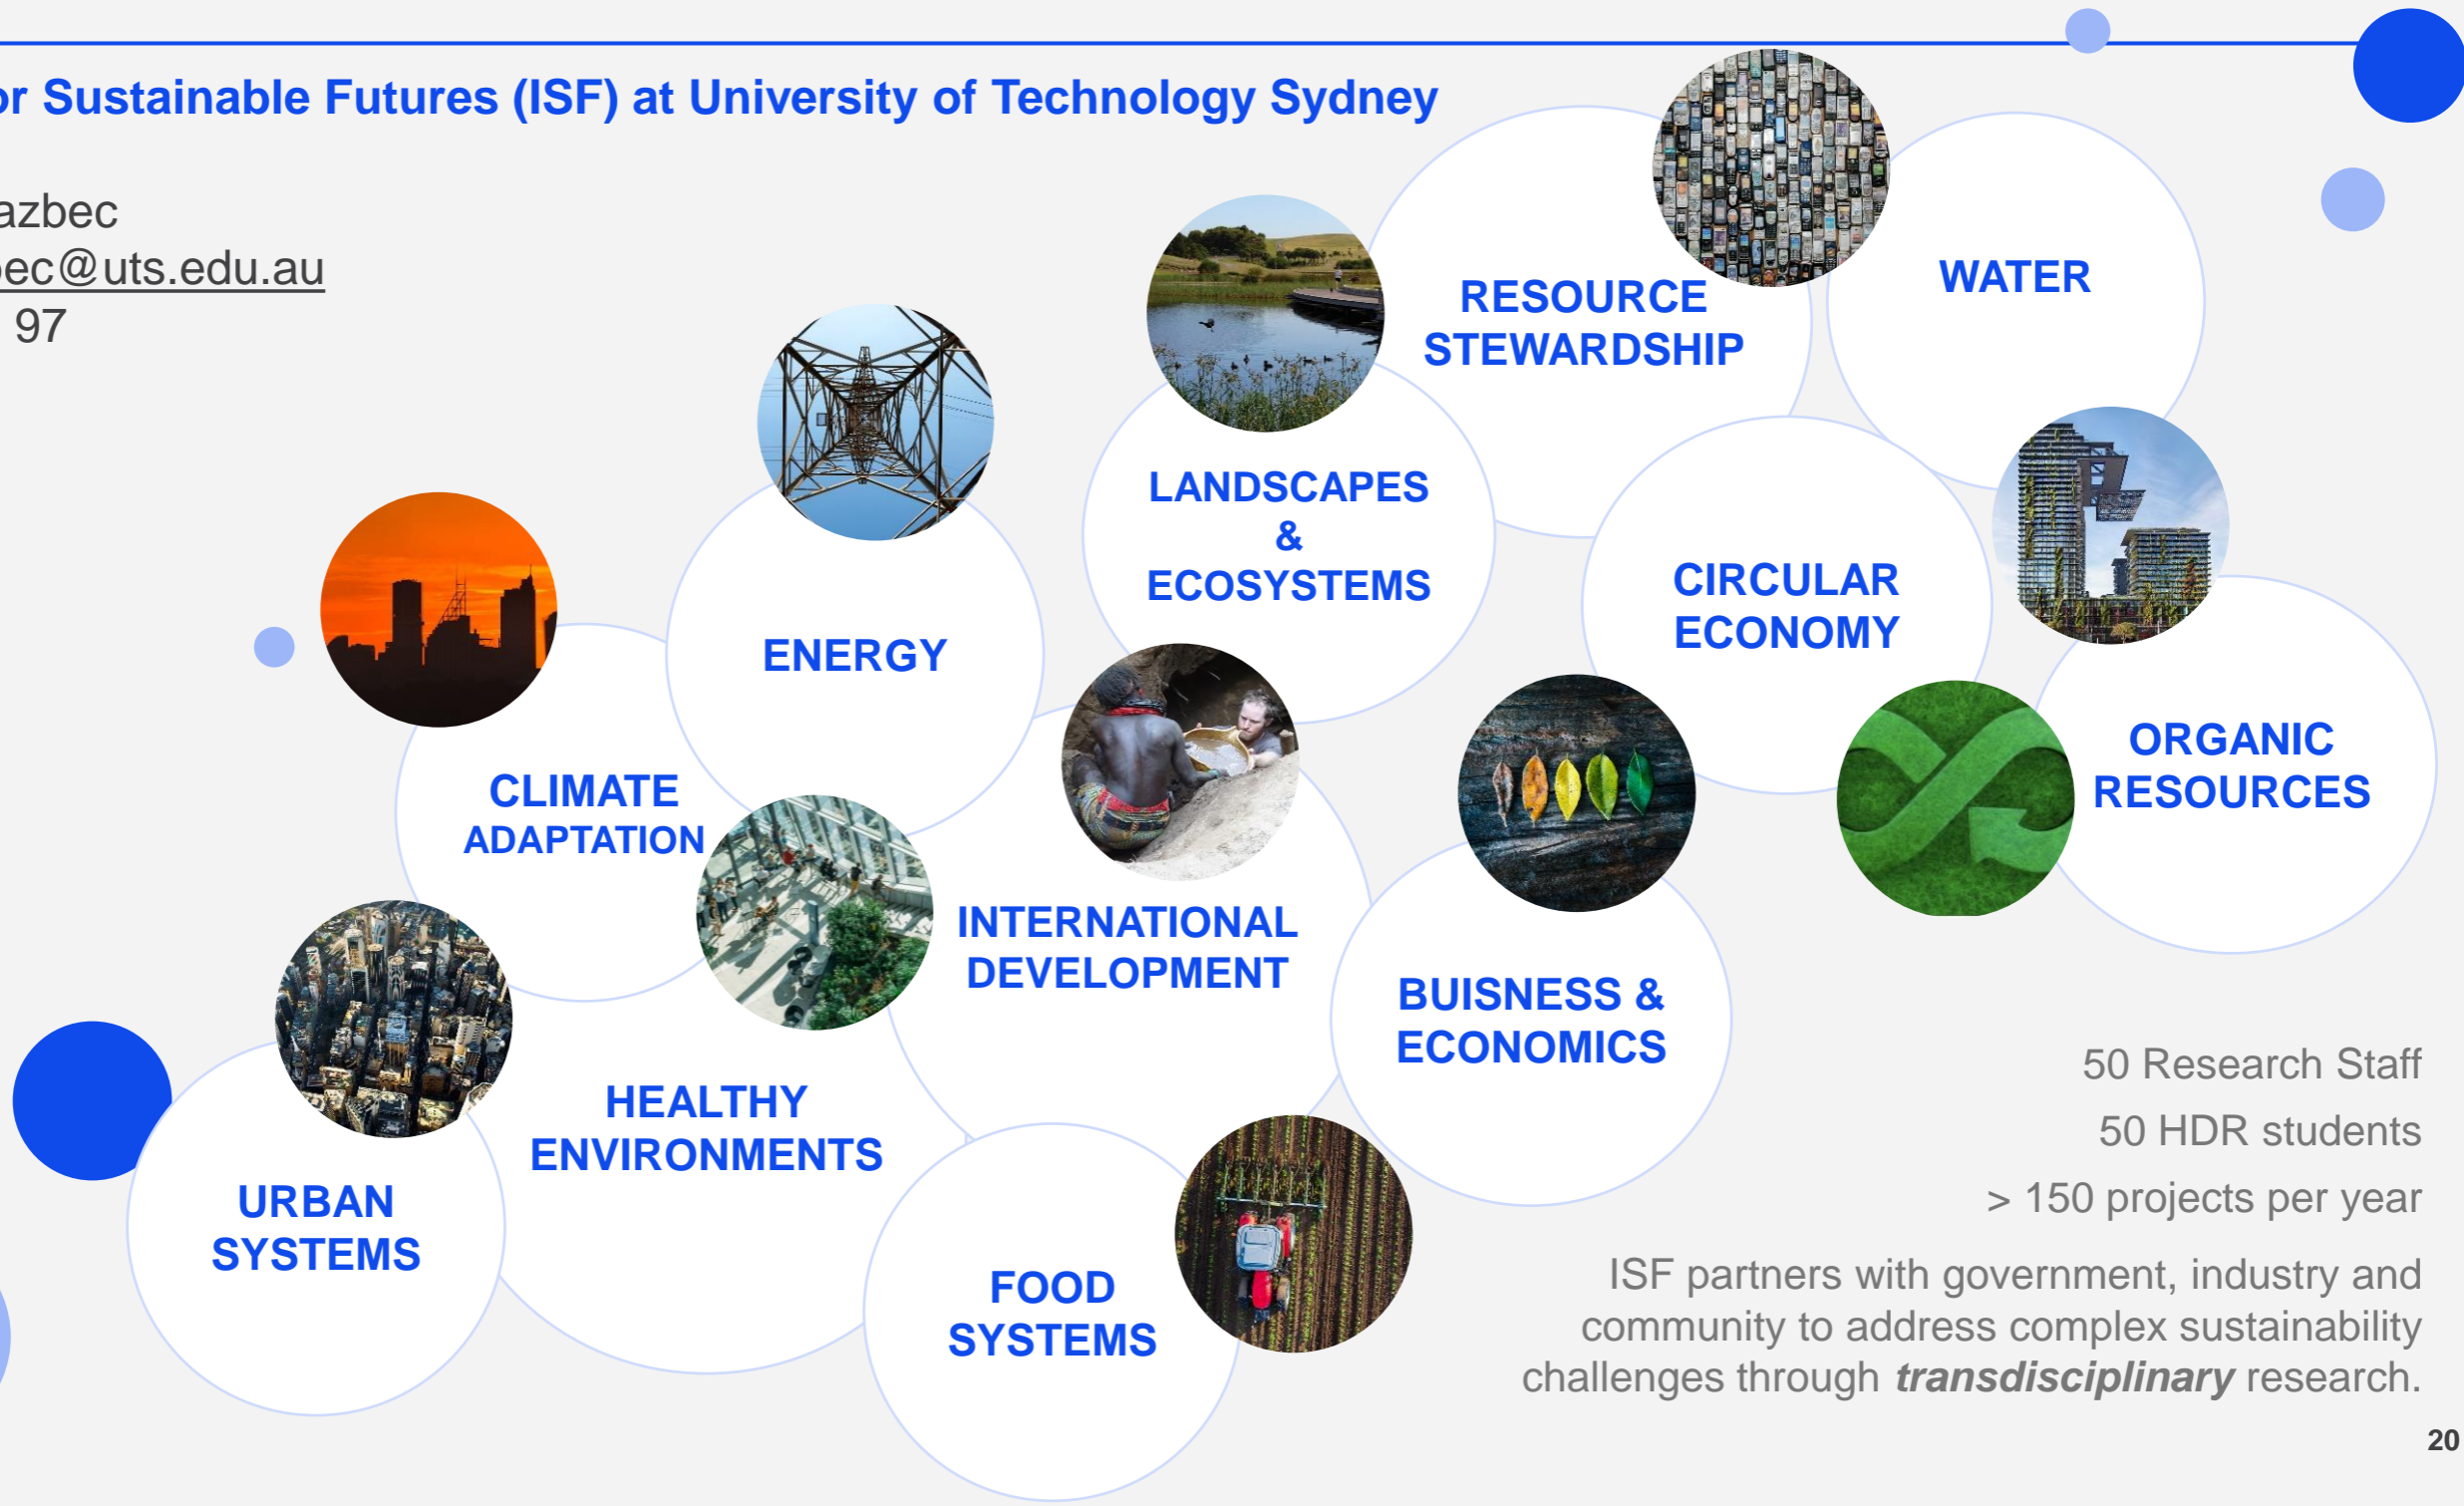 or Sustainable Futures (ISF) at University of Technology Sydney
azbec
bec@uts.edu.au
97
RESOURCE
STEWARDSHIP
WATER
LANDSCAPES
&
ECOSYSTEMS
CIRCULAR
ECONOMY
ENERGY
ORGANIC
RESOURCES
CLIMATE
ADAPTATION
INTERNATIONAL
DEVELOPMENT
BUISNESS &
ECONOMICS
HEALTHY
ENVIRONMENTS
URBAN
SYSTEMS
FOOD
SYSTEMS
50 Research Staff
50 HDR students
> 150 projects per year
ISF partners with government, industry and
community to address complex sustainability
challenges through transdisciplinary research.
20